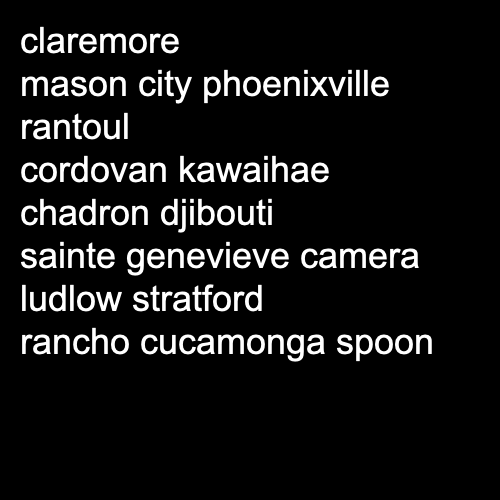 claremore
mason city phoenixville
rantoul
cordovan kawaihae
chadron djibouti
sainte genevieve camera
ludlow stratford
rancho cucamonga spoon